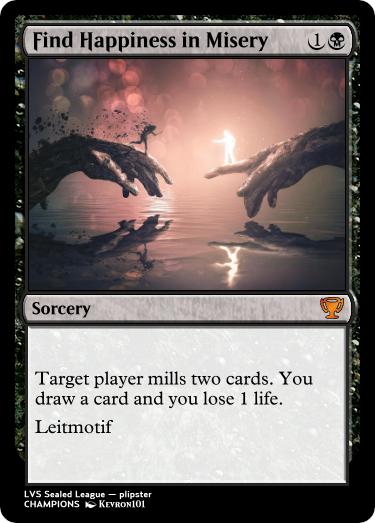 Find Happiness in Misery 1
Sorcery
Target player mills two cards. You
draw a card and you lose 1 life.
Leitmotif
LVS Sealed League — plipster
CHAMPIONS Kevron101